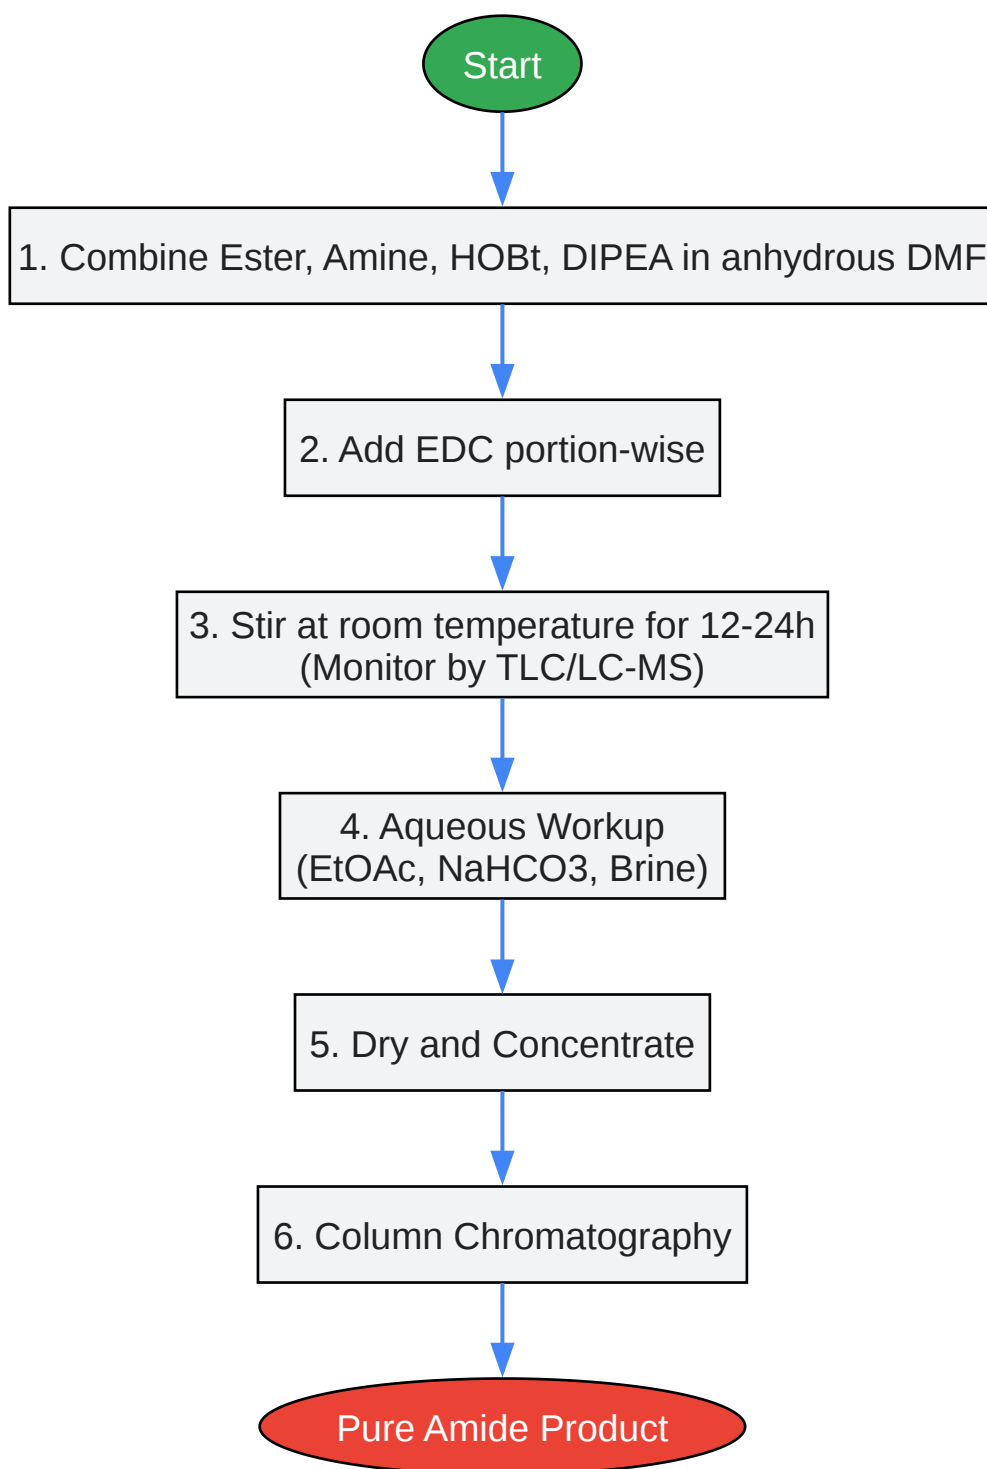 Start
1. Combine Ester, Amine, HOBt, DIPEA in anhydrous DMF
2. Add EDC portion-wise
3. Stir at room temperature for 12-24h
(Monitor by TLC/LC-MS)
4. Aqueous Workup
(EtOAc, NaHCO3, Brine)
5. Dry and Concentrate
6. Column Chromatography
Pure Amide Product